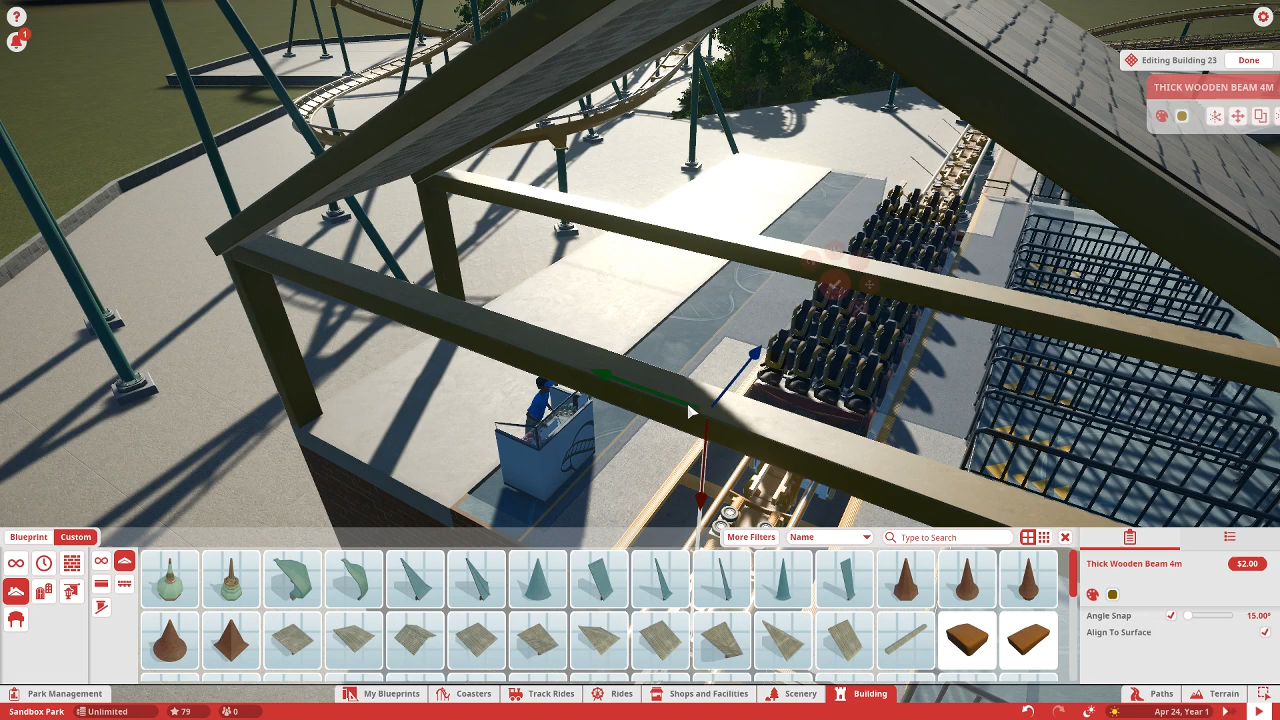 ?
1
Editing Building 23 Done
THICK WOODEN BEAM 4M
Blueprint Custom
More Filters Name Type to Search
Thick Wooden Beam 4m $2.00
Angle Snap 15.00°
Align To Surface
Park Management My Blueprints Coasters Track Rides Rides Shops and Facilities Scenery Building Paths Terrain
Sandbox Park Unlimited 79 0 Apr 24, Year 1